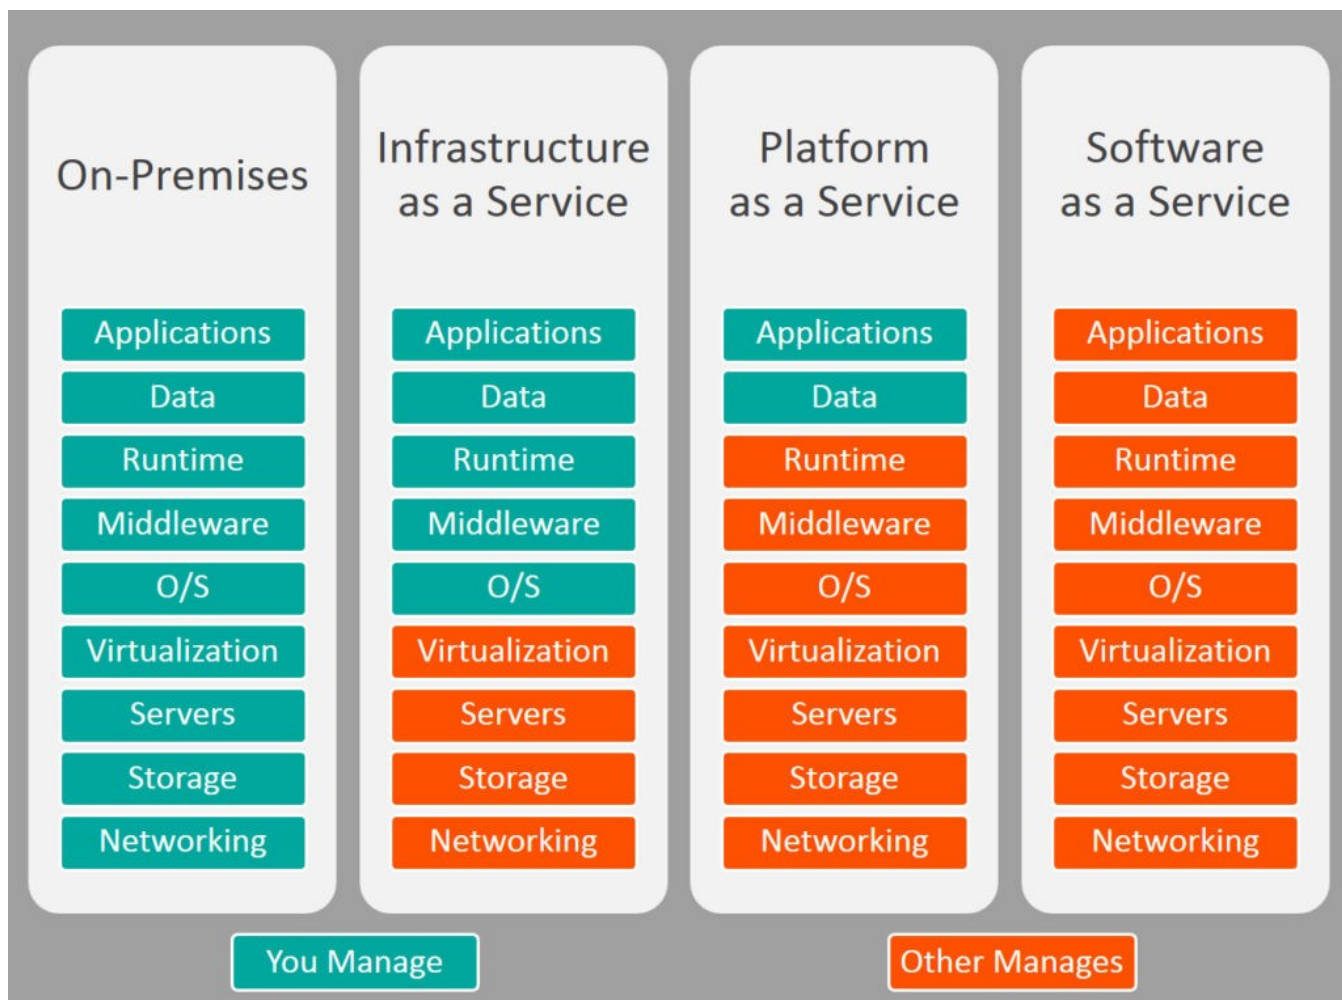 On-Premises
Applications
Data
Runtime
Middleware
O/S
Virtualization
Servers
Storage
Networking
Infrastructure
as a Service
Applications
Data
Runtime
Middleware
O/S
Virtualization
Servers
Storage
Networking
Platform
as a Service
Applications
Data
Runtime
Middleware
O/S
Virtualization
Servers
Storage
Networking
Software
as a Service
Applications
Data
Runtime
Middleware
O/S
Virtualization
Servers
Storage
Networking
You Manage
Other Manages